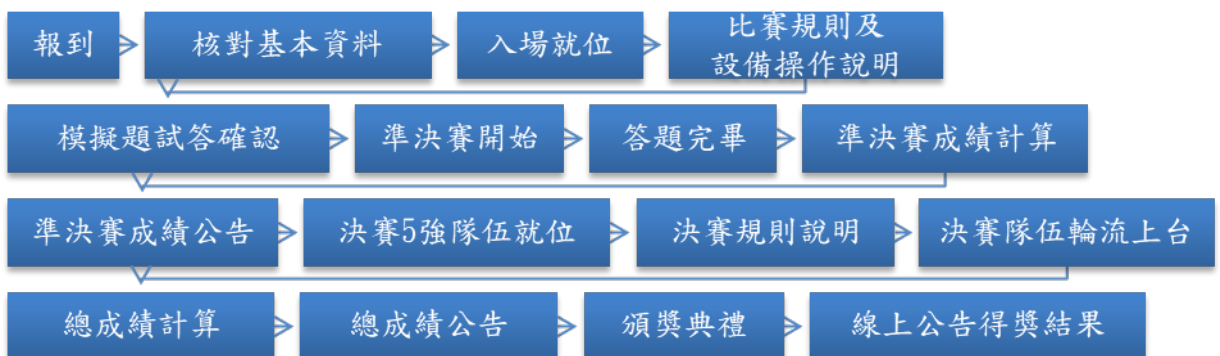 報到
核對基本資料
入場就位
比賽規則及
設備操作說明
模擬題試答確認
準決賽開始
答題完畢
準決賽成績計算
準決賽成績公告
決賽5強隊伍就位
決賽規則說明
決賽隊伍輪流上台
總成績計算
總成績公告
頒獎典禮
線上公告得獎結果